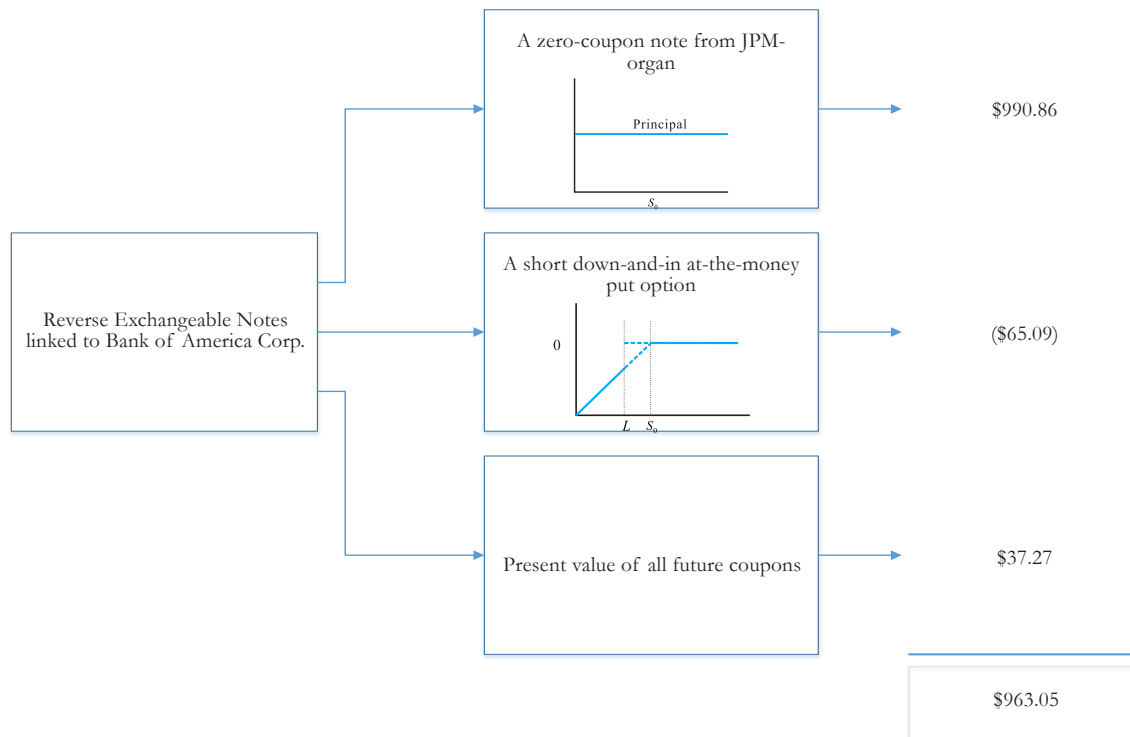 A zero-coupon note from JPM-
organ
Principal
S₀
$990.86
Reverse Exchangeable Notes
linked to Bank of America Corp.
A short down-and-in at-the-money
put option
0
L S₀
($65.09)
Present value of all future coupons
$37.27
$963.05